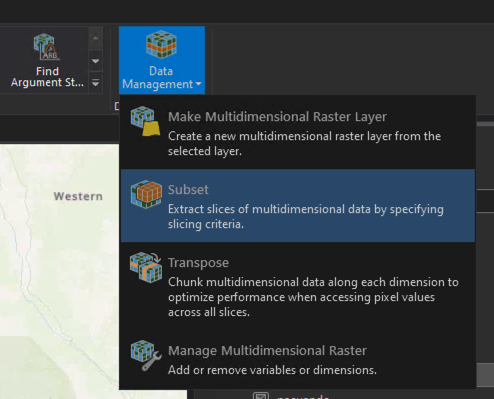 ARG
Find
Argument St...
Data
Management
Make Multidimensional Raster Layer
Create a new multidimensional raster layer from the
selected layer.
Western
Subset
Extract slices of multidimensional data by specifying
slicing criteria.
Transpose
Chunk multidimensional data along each dimension to
optimize performance when accessing pixel values
across all slices.
Manage Multidimensional Raster
Add or remove variables or dimensions.